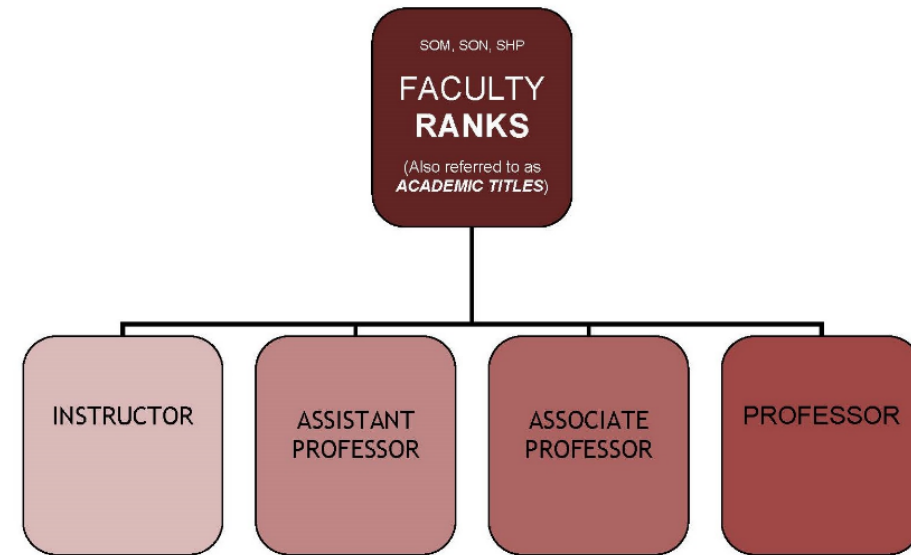 SOM, SON, SHP
FACULTY
RANKS
(Also referred to as
ACADEMIC TITLES)
INSTRUCTOR
ASSISTANT
PROFESSOR
ASSOCIATE
PROFESSOR
PROFESSOR